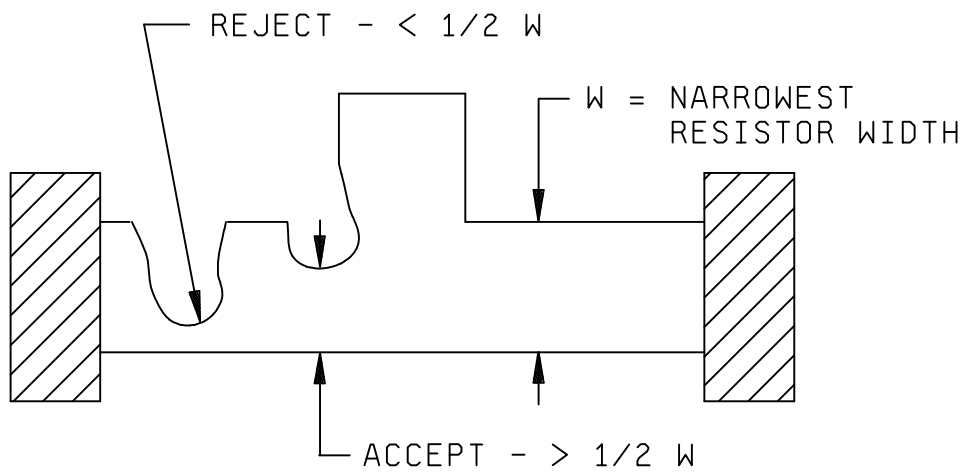 REJECT - < 1/2 W
W = NARROWEST
RESISTOR WIDTH
ACCEPT - > 1/2 W